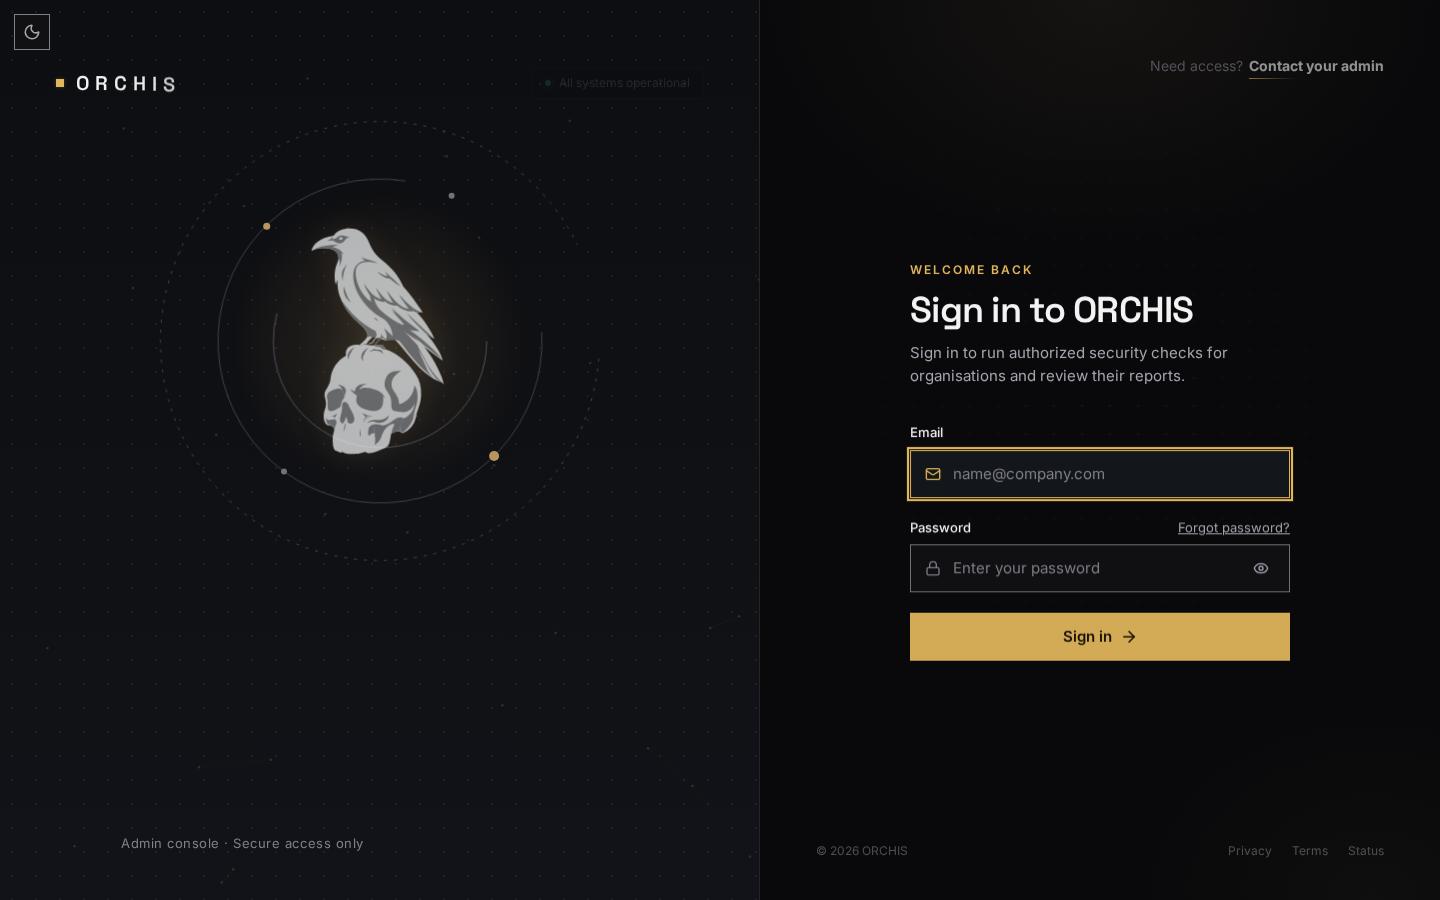 ORCHIS
All systems operational
Admin console · Secure access only
Need access? Contact your admin
WELCOME BACK
Sign in to ORCHIS
Sign in to run authorized security checks for
organisations and review their reports.
Email
name@company.com
Password Forgot password?
Enter your password
Sign in →
© 2026 ORCHIS Privacy Terms Status